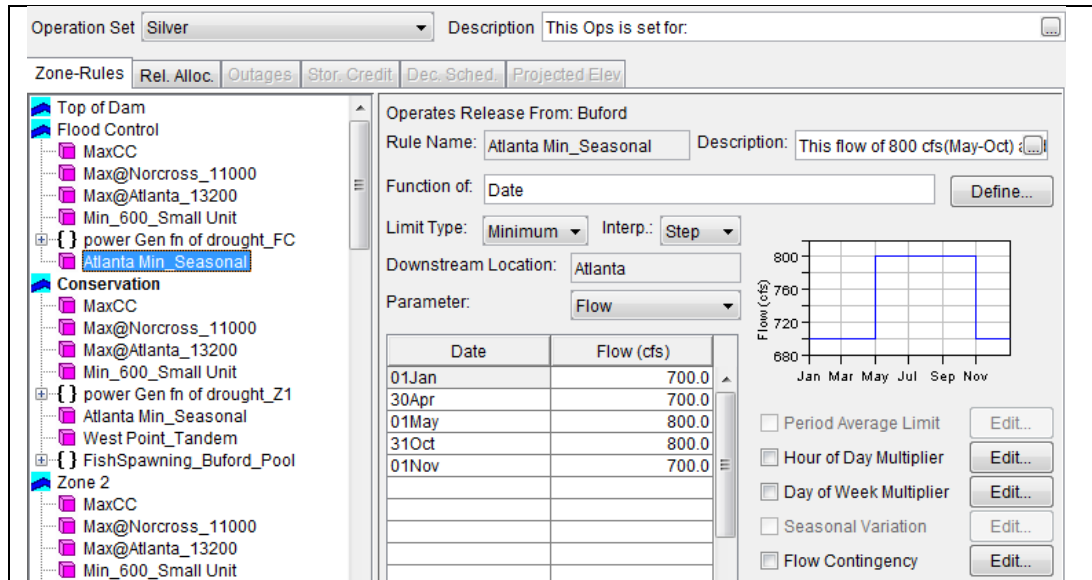 Operation Set Silver Description This Ops is set for: ...
Zone-Rules Rel. Alloc. Outages Stor. Credit Dec. Sched. Projected Elev
Top of Dam
Flood Control
MaxCC
Max@Norcross_11000
Max@Atlanta_13200
Min_600_Small Unit
{ } power Gen fn of drought_FC
Atlanta Min_Seasonal
Conservation
MaxCC
Max@Norcross_11000
Max@Atlanta_13200
Min_600_Small Unit
{ } power Gen fn of drought_Z1
Atlanta Min_Seasonal
West Point_Tandem
{ } FishSpawning_Buford_Pool
Zone 2
MaxCC
Max@Norcross_11000
Max@Atlanta_13200
Min_600_Small Unit
Operates Release From: Buford
Rule Name: Atlanta Min_Seasonal Description: This flow of 800 cfs(May-Oct) ...
Function of: Date Define...
Limit Type: Minimum Interp.: Step
Downstream Location: Atlanta
Parameter: Flow
Date Flow (cfs)
01Jan 700.0
30Apr 700.0
01May 800.0
31Oct 800.0
01Nov 700.0
Flow (cfs)
800
760
720
680
Jan Mar May Jul Sep Nov
Period Average Limit Edit...
Hour of Day Multiplier Edit...
Day of Week Multiplier Edit...
Seasonal Variation Edit...
Flow Contingency Edit...